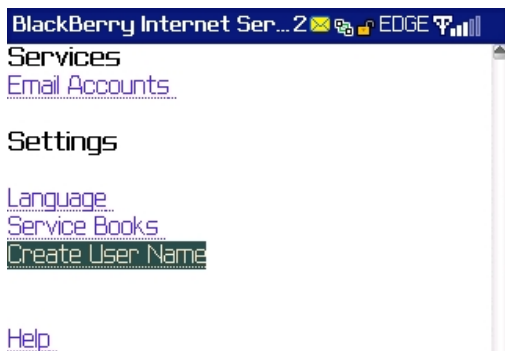 BlackBerry Internet Ser...2 EDGE
Services
Email Accounts
Settings
Language
Service Books
Create User Name
Help